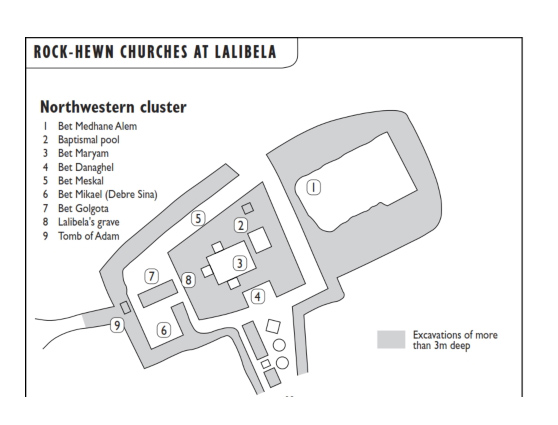 ROCK-HEWN CHURCHES AT LALIBELA
Northwestern cluster
1 Bet Medhane Alem
2 Baptismal pool
3 Bet Maryam
4 Bet Danaghel
5 Bet Meskal
6 Bet Mikael (Debre Sina)
7 Bet Golgota
8 Lalibela's grave
9 Tomb of Adam
1
2
5
3
7
8
4
9
6
Excavations of more
than 3m deep